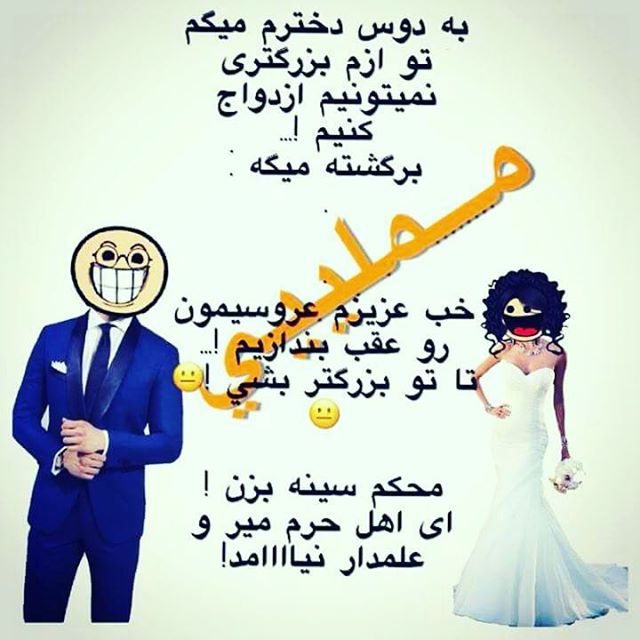 به دوس دخترم میگم
تو ازم بزرگتری
نمیتونیم ازدواج
کنیم !...
برگشته میگه :
.
خب عزیزم عروسیمون
رو عقب بندازیم !...
تا تو بزرگتر بشي !😐
😐
محکم سینه بزن !
ای اهل حرم میر و
علمدار نیاااامد!